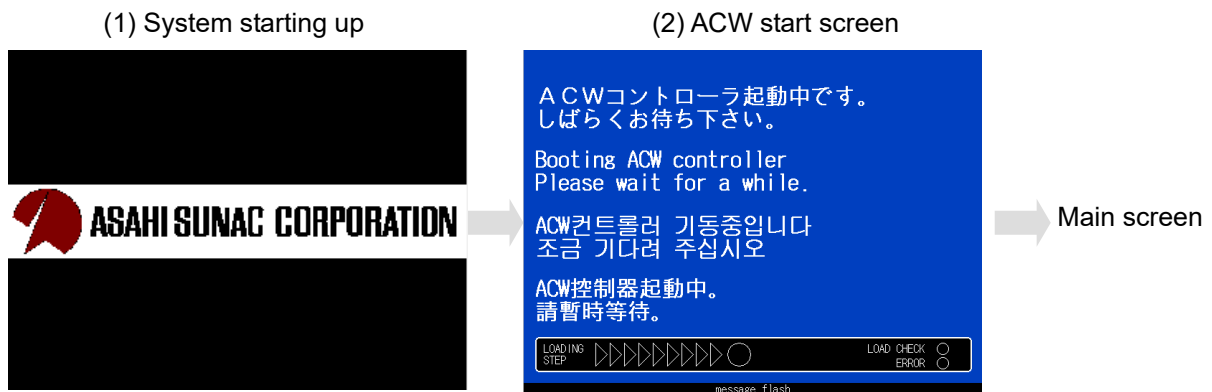 (1) System starting up
(2) ACW start screen
ASAHI SUNAC CORPORATION
ACWコントローラ起動中です。
しばらくお待ち下さい。
Booting ACW controller
Please wait for a while.
ACW컨트롤러 기동중입니다
조금 기다려 주십시오
ACW控制器起動中。
請暫時等待。
LOADING
STEP
LOAD CHECK
ERROR
message flash
Main screen